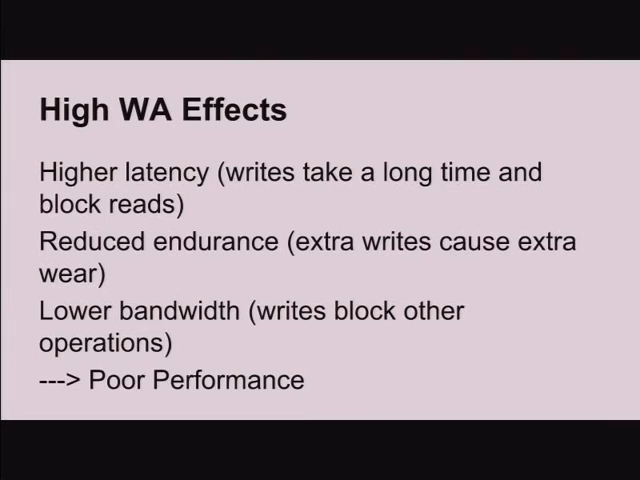 High WA Effects
Higher latency (writes take a long time and
block reads)
Reduced endurance (extra writes cause extra
wear)
Lower bandwidth (writes block other
operations)
---> Poor Performance